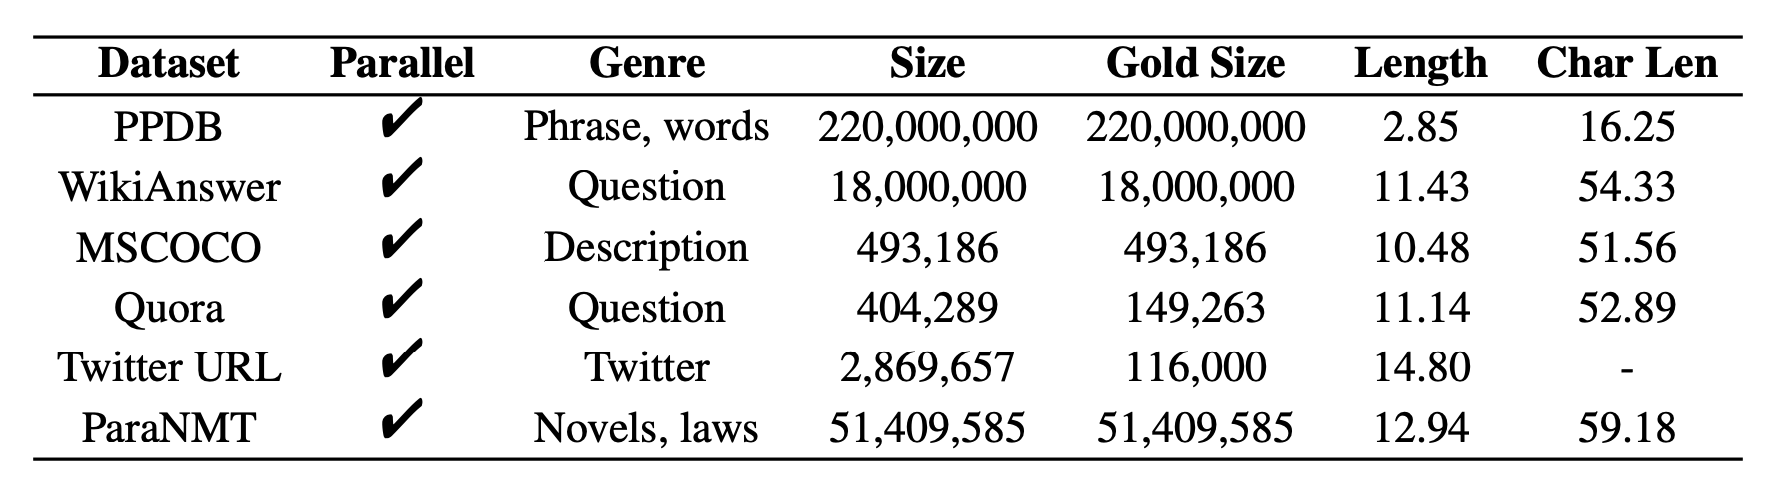 Dataset Parallel Genre Size Gold Size Length Char Len
PPDB ✔ Phrase, words 220,000,000 220,000,000 2.85 16.25
WikiAnswer ✔ Question 18,000,000 18,000,000 11.43 54.33
MSCOCO ✔ Description 493,186 493,186 10.48 51.56
Quora ✔ Question 404,289 149,263 11.14 52.89
Twitter URL ✔ Twitter 2,869,657 116,000 14.80 -
ParaNMT ✔ Novels, laws 51,409,585 51,409,585 12.94 59.18